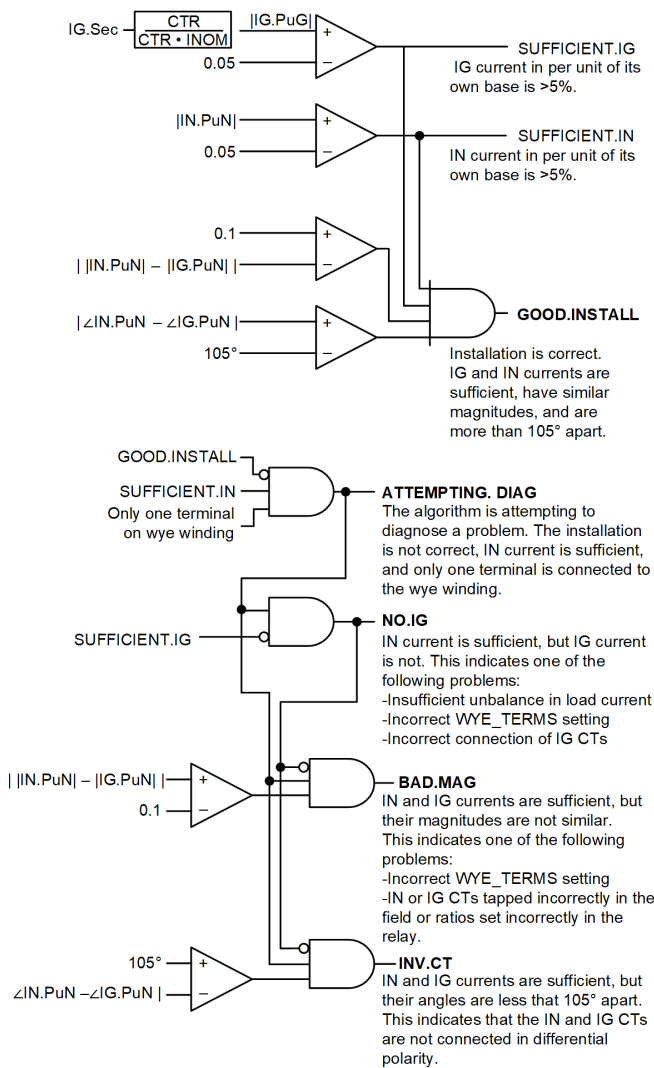 IG.Sec
CTR
CTR • INOM
|IG.PuG|
+
0.05
–
SUFFICIENT.IG
IG current in per unit of its
own base is >5%.
|IN.PuN|
+
0.05
–
SUFFICIENT.IN
IN current in per unit of its
own base is >5%.
0.1
+
| |IN.PuN| – |IG.PuN| |
–
|∠IN.PuN – ∠IG.PuN |
+
105°
–
GOOD.INSTALL
Installation is correct.
IG and IN currents are
sufficient, have similar
magnitudes, and are
more than 105° apart.
GOOD.INSTALL
SUFFICIENT.IN
Only one terminal
on wye winding
ATTEMPTING. DIAG
The algorithm is attempting to
diagnose a problem. The installation
is not correct, IN current is sufficient,
and only one terminal is connected to
the wye winding.
SUFFICIENT.IG
NO.IG
IN current is sufficient, but IG current
is not. This indicates one of the
following problems:
-Insufficient unbalance in load current
-Incorrect WYE_TERMS setting
-Incorrect connection of IG CTs
| |IN.PuN| – |IG.PuN| |
+
0.1
–
BAD.MAG
IN and IG currents are sufficient, but
their magnitudes are not similar.
This indicates one of the following
problems:
-Incorrect WYE_TERMS setting
-IN or IG CTs tapped incorrectly in the
field or ratios set incorrectly in the
relay.
105°
+
∠IN.PuN –∠IG.PuN |
–
INV.CT
IN and IG currents are sufficient, but
their angles are less that 105° apart.
This indicates that the IN and IG CTs
are not connected in differential
polarity.